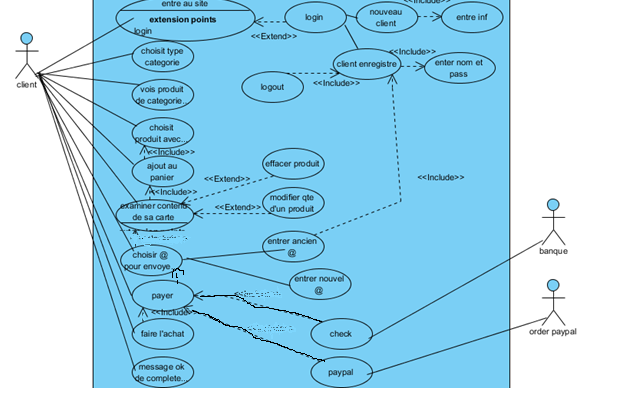 entre au site
extension points
login
login
nouveau
client
<<Include>>
entre inf
<<Extend>>
client
choisit type
categorie
client enregistre
<<Include>>
enter nom et
pass
vois produit
de categorie...
logout
<<Include>>
choisit
produit avec...
<<Include>>
ajout au
panier
effacer produit
<<Extend>>
<<Include>>
<<Include>>
examiner contenu
de sa carte
<<Extend>>
modifier qte
d'un produit
choisir @
pour envoye...
entrer ancien
@
banque
entrer nouvel
@
payer
<<Include>>
faire l'achat
check
order paypal
message ok
de complete...
paypal